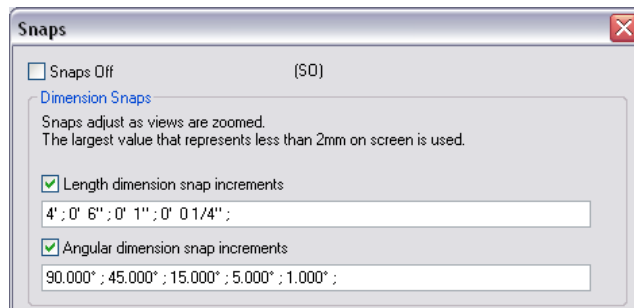 Snaps
Snaps Off (SO)
Dimension Snaps
Snaps adjust as views are zoomed.
The largest value that represents less than 2mm on screen is used.
Length dimension snap increments
4' ; 0' 6" ; 0' 1" ; 0' 0 1/4" ;
Angular dimension snap increments
90.000° ; 45.000° ; 15.000° ; 5.000° ; 1.000° ;